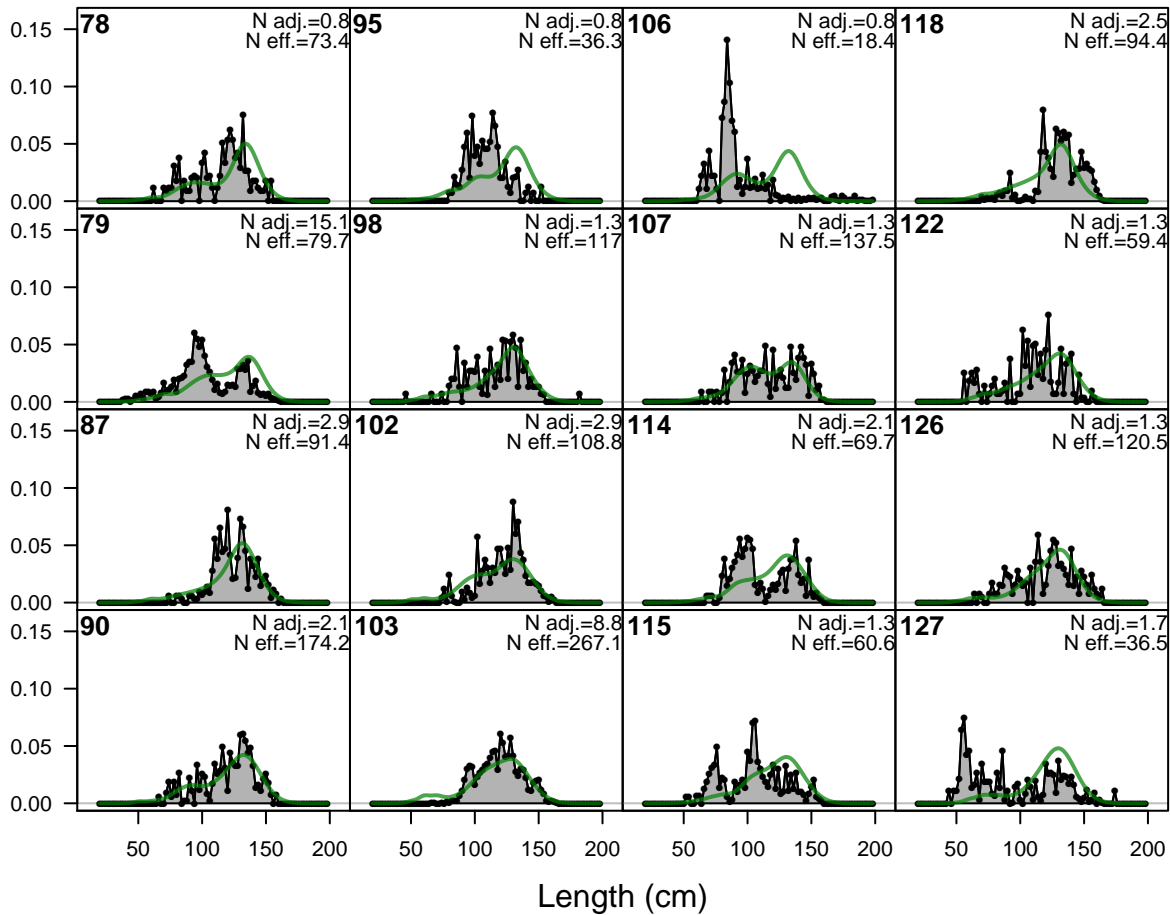 0.15
0.10
0.05
0.00
78
N adj.=0.8
N eff.=73.4
95
N adj.=0.8
N eff.=36.3
106
N adj.=0.8
N eff.=18.4
118
N adj.=2.5
N eff.=94.4
0.15
0.10
0.05
0.00
79
N adj.=15.1
N eff.=79.7
98
N adj.=1.3
N eff.=117
107
N adj.=1.3
N eff.=137.5
122
N adj.=1.3
N eff.=59.4
0.15
0.10
0.05
0.00
87
N adj.=2.9
N eff.=91.4
102
N adj.=2.9
N eff.=108.8
114
N adj.=2.1
N eff.=69.7
126
N adj.=1.3
N eff.=120.5
0.15
0.10
0.05
0.00
90
N adj.=2.1
N eff.=174.2
103
N adj.=8.8
N eff.=267.1
115
N adj.=1.3
N eff.=60.6
127
N adj.=1.7
N eff.=36.5
50 100 150 200
50 100 150 200
50 100 150 200
50 100 150 200
Length (cm)